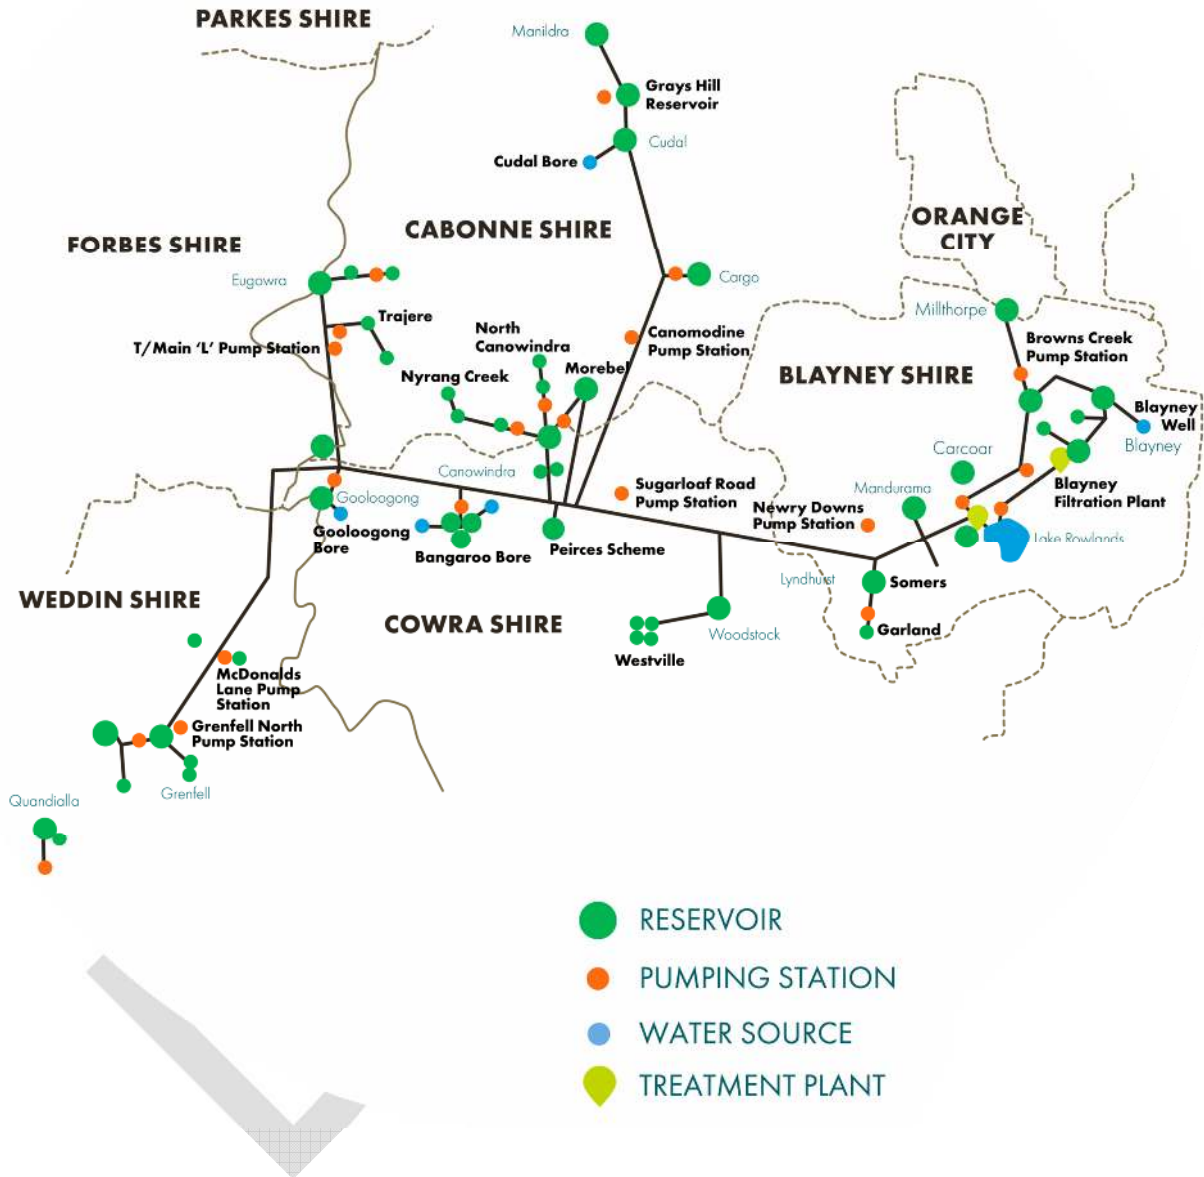 PARKES SHIRE
Manildra
Grays Hill
Reservoir
Cudal
Cudal Bore
ORANGE
CITY
CABONNE SHIRE
FORBES SHIRE
Eugowra
Cargo
Millthorpe
Trajere
North
Canowindra
Canomodine
Pump Station
Browns Creek
Pump Station
T/Main ‘L’ Pump Station
Morebel
Nyrang Creek
BLAYNEY SHIRE
Blayney
Well
Blayney
Carcoar
Canowindra
Mandurama
Blayney
Filtration Plant
Sugarloaf Road
Pump Station
Gooloogong
Newry Downs
Pump Station
Gooloogong
Bore
Bangaroo Bore
Peirces Scheme
Lake Rowlands
Lyndhurst
Somers
WEDDIN SHIRE
COWRA SHIRE
Garland
Woodstock
Westville
McDonalds
Lane Pump
Station
Grenfell North
Pump Station
Grenfell
Quandialla
RESERVOIR
PUMPING STATION
WATER SOURCE
TREATMENT PLANT